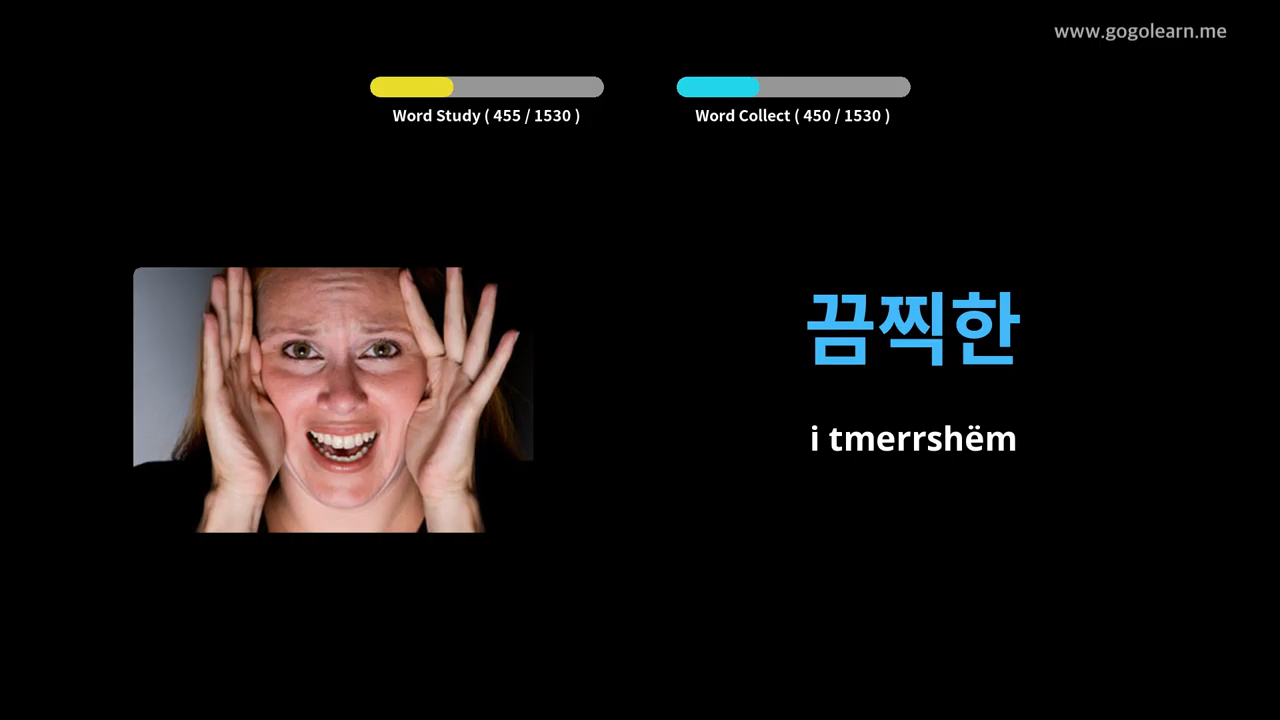 www.gogolearn.me
Word Study ( 455 / 1530 )
Word Collect ( 450 / 1530 )
끔찍한
i tmerrshëm